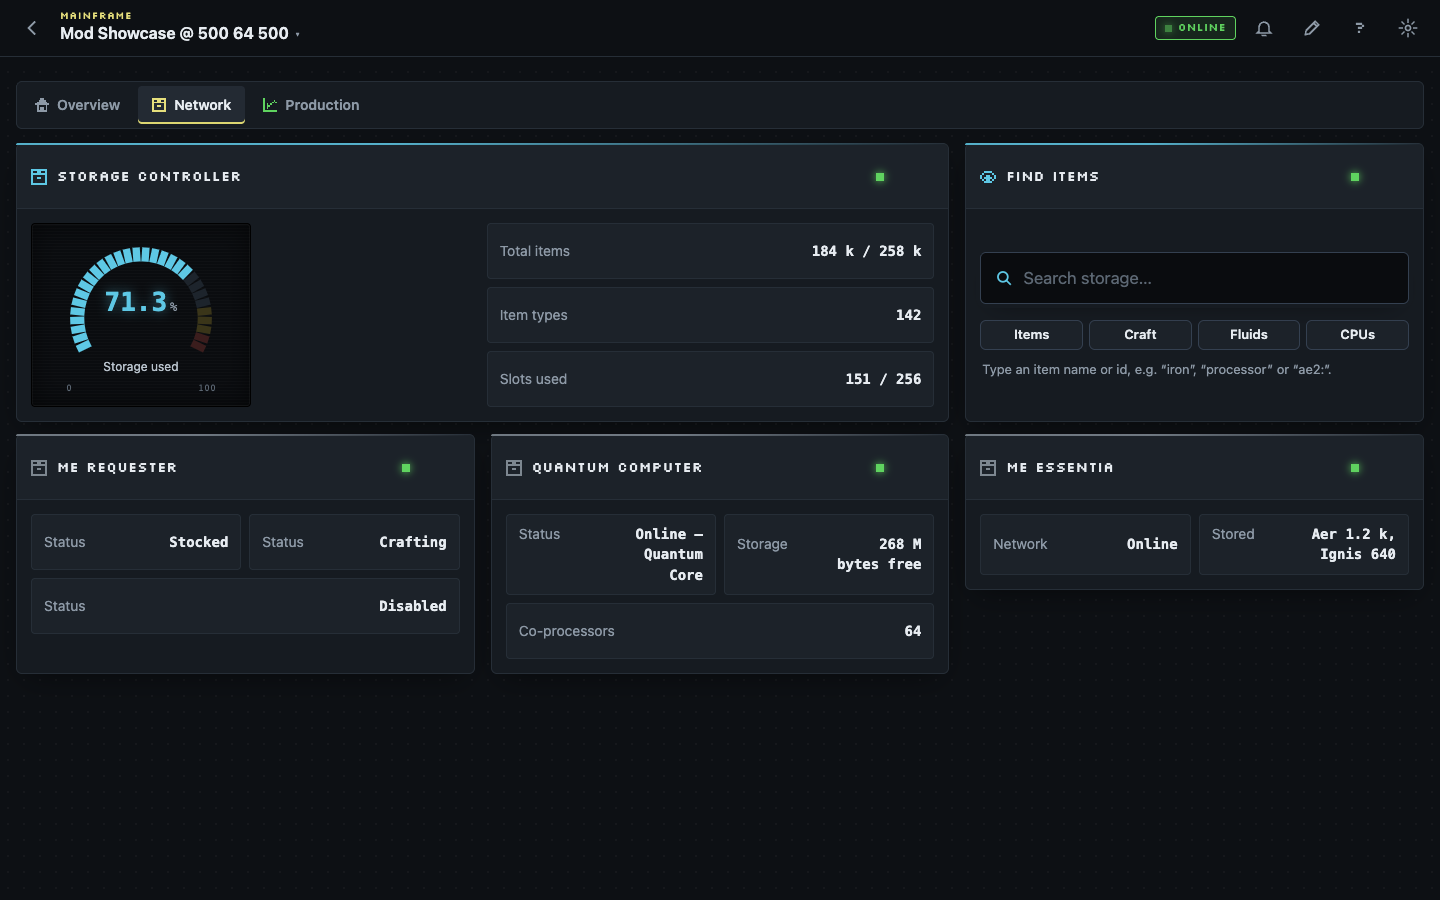 MAINFRAME
Mod Showcase @ 500 64 500
ONLINE
?
Overview
Network
Production
STORAGE CONTROLLER
71.3%
Storage used
0
100
Total items
184 k / 258 k
Item types
142
Slots used
151 / 256
FIND ITEMS
Search storage...
Items
Craft
Fluids
CPUs
Type an item name or id, e.g. “iron”, “processor” or “ae2:”.
ME REQUESTER
Status
Stocked
Status
Crafting
Status
Disabled
QUANTUM COMPUTER
Status
Online –
Quantum
Core
Storage
268 M
bytes free
Co-processors
64
ME ESSENTIA
Network
Online
Stored
Aer 1.2 k,
Ignis 640